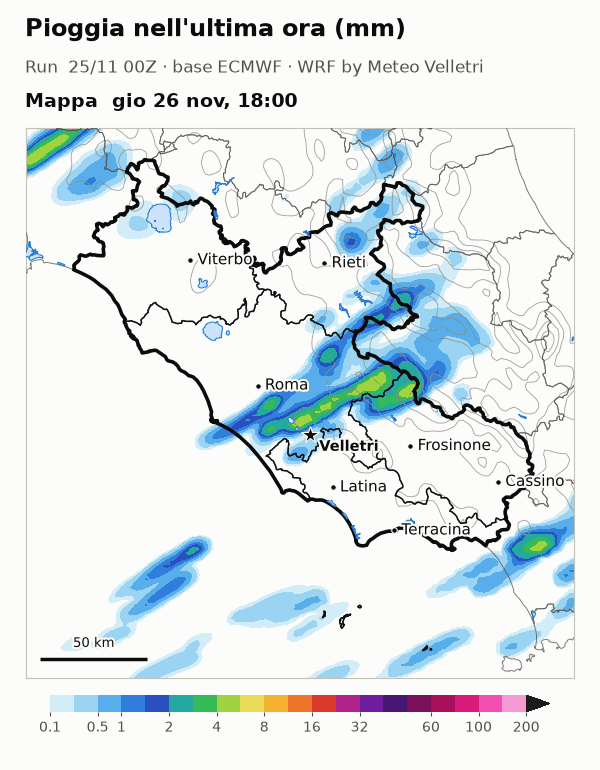 Pioggia nell'ultima ora (mm)
Run  25/11 00Z · base ECMWF · WRF by Meteo Velletri
Mappa  gio 26 nov, 18:00
Viterbo
Rieti
Roma
Velletri
Frosinone
Latina
Cassino
Terracina
50 km
0.1 0.5 1 2 4 8 16 32 60 100 200